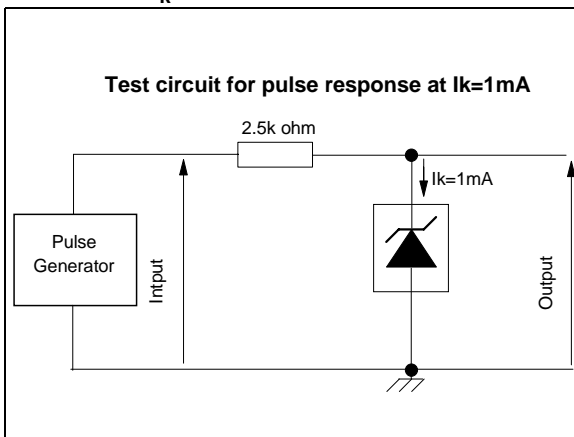 k
Test circuit for pulse response at Ik=1mA
2.5k ohm
Ik=1mA
Pulse
Generator
Intput
Output